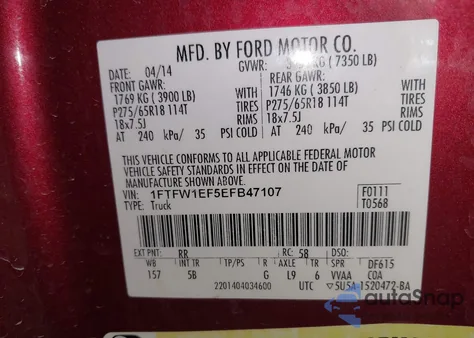 MFD. BY FORD MOTOR CO.
DATE: 04/14 GVWR: KG ( 7350 LB)
FRONT GAWR: REAR GAWR:
1769 KG ( 3900 LB) 1746 KG ( 3850 LB)
P275/65R18 114T TIRES P275/65R18 114T TIRES
18x7.5J RIMS 18x7.5J RIMS
AT 240 kPa/ 35 PSI COLD AT 240 kPa/ 35 PSI COLD
THIS VEHICLE CONFORMS TO ALL APPLICABLE FEDERAL MOTOR
VEHICLE SAFETY STANDARDS IN EFFECT ON THE DATE OF
MANUFACTURE SHOWN ABOVE.
VIN: 1FTFW1EF5EFB47107 F0111
TYPE: Truck T0568
EXT PNT: RR RC: 58 DSO:
WB INT TR TP/PS R AXLE TR SPR DF615
157 5B G L9 6 VVAA COA
2201404034600 UTC ▽5U5A-1520472-BA
autoSnap